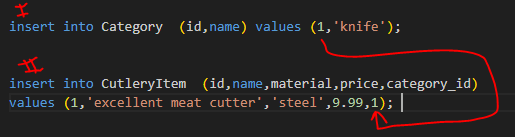 I
insert into Category (id,name) values (1,'knife');
II
insert into CutleryItem (id,name,material,price,category_id)
values (1,'excellent meat cutter','steel',9.99,1);